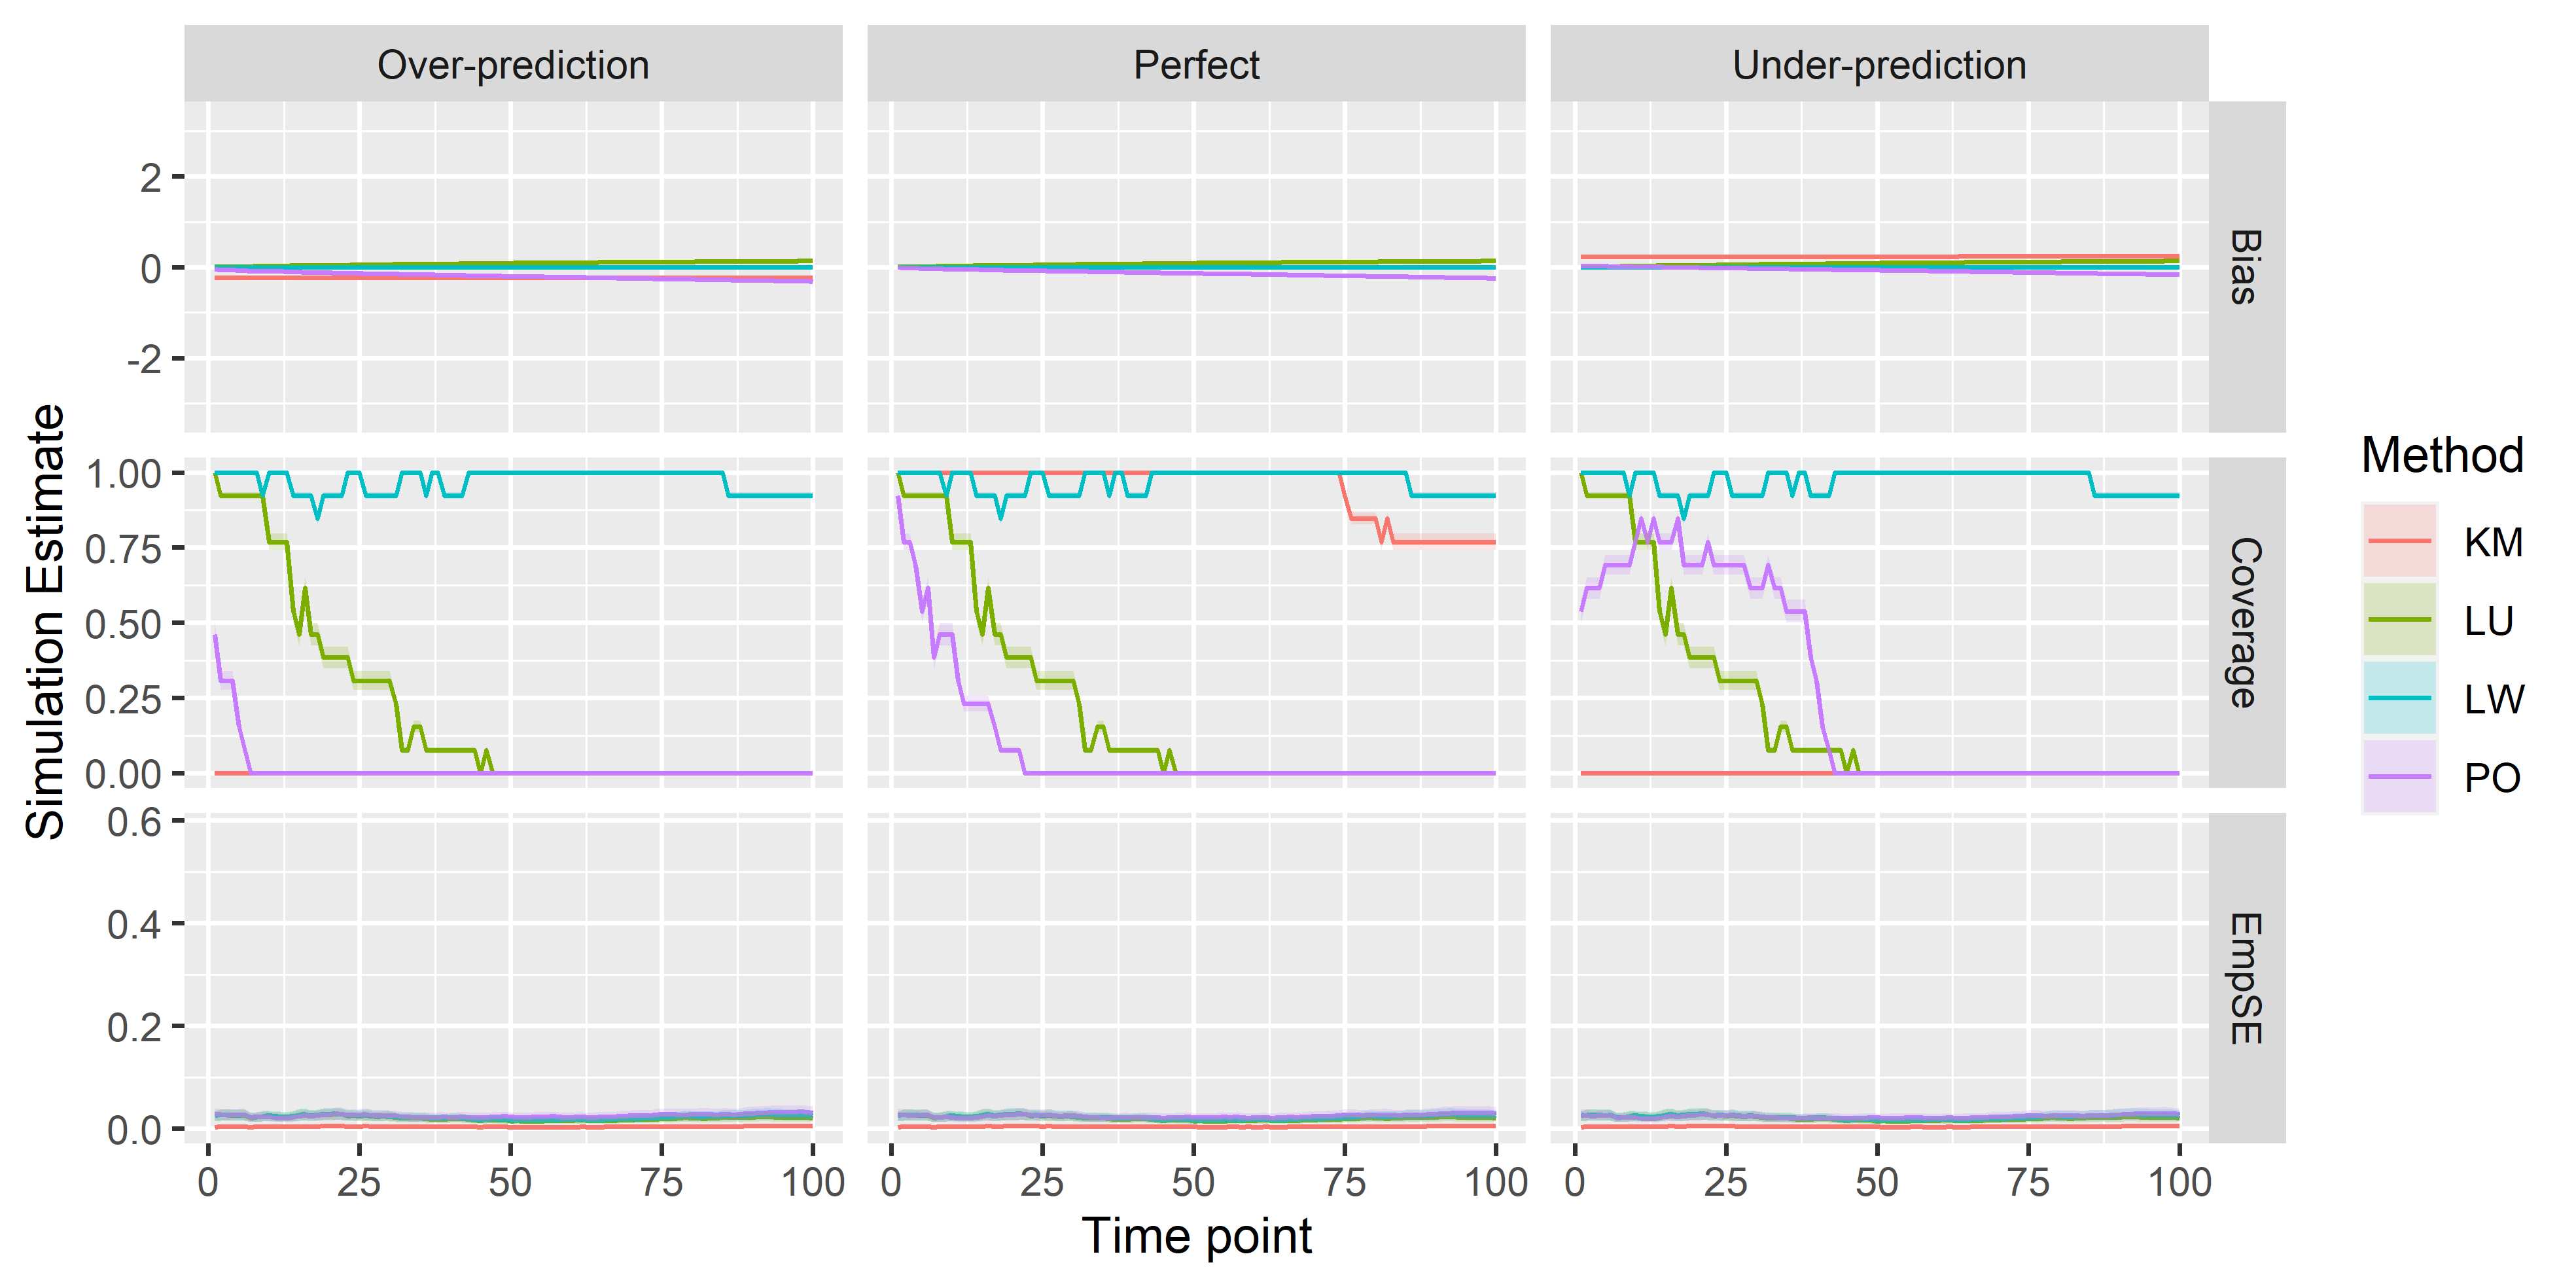 Over-prediction
Perfect
Under-prediction
2
0
-2
Bias
Simulation Estimate
1.00
0.75
0.50
0.25
0.00
Coverage
0.6
0.4
0.2
0.0
EmpSE
0 25 50 75 100
0 25 50 75 100
0 25 50 75 100
Time point
Method
KM
LU
LW
PO